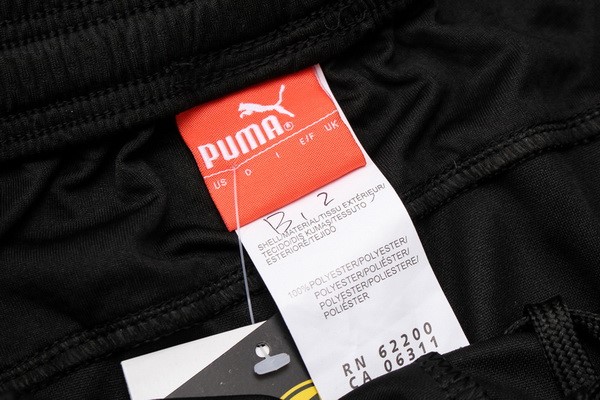 PUMA®
US D I E/F UK
B12
SHELL/MATERIAL/TISSU EXTÉRIEUR/
TECIDO/DIS KUMAS/TESSUTO
ESTERIORE/TEJIDO
100%POLYESTER/POLYESTER/
POLYESTER/POLIÉSTER/
POLYESTER/POLIESTERE/
POLIÉSTER
RN 62200
CA 06311